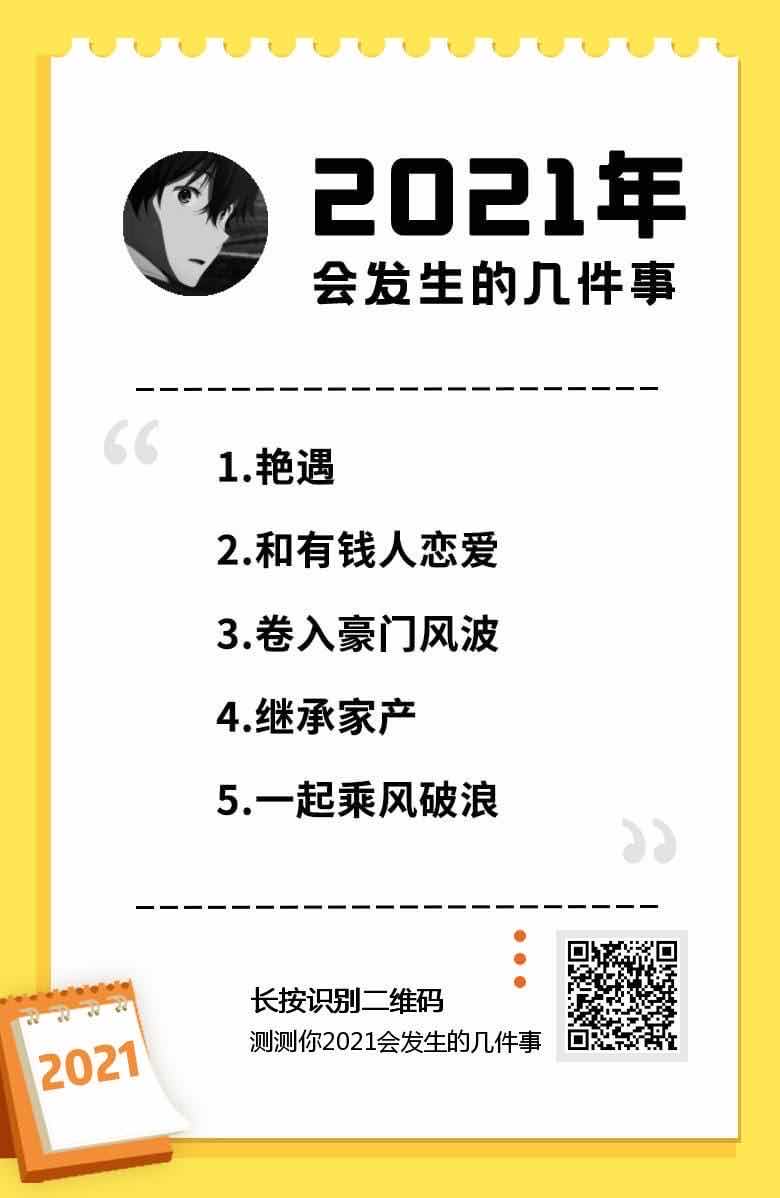 2021年
会发生的几件事
“
1.艳遇
2.和有钱人恋爱
3.卷入豪门风波
4.继承家产
5.一起乘风破浪
”
长按识别二维码
测测你2021会发生的几件事
2021